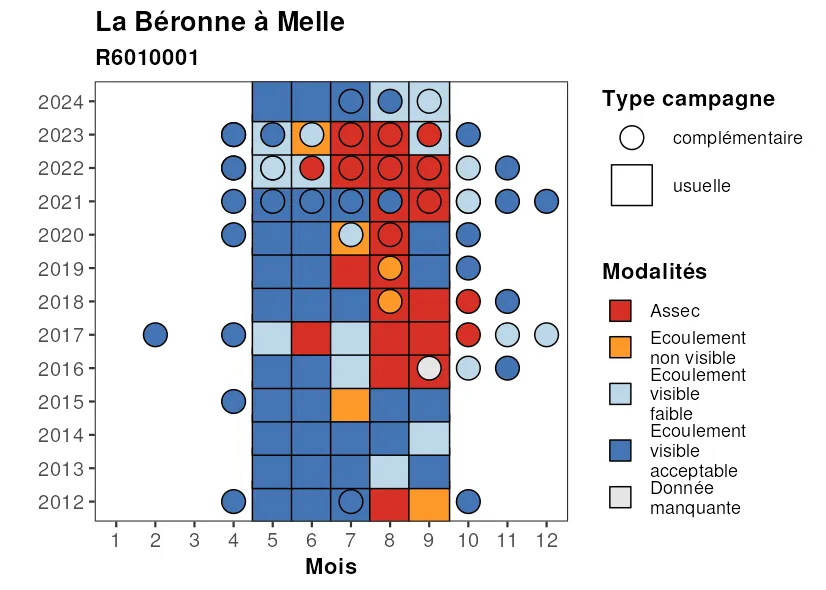 La Béronne à Melle
R6010001
2024
2023
2022
2021
2020
2019
2018
2017
2016
2015
2014
2013
2012
1 2 3 4 5 6 7 8 9 10 11 12
Mois
Type campagne
complémentaire
usuelle
Modalités
Assec
Ecoulement
non visible
Ecoulement
visible
faible
Ecoulement
visible
acceptable
Donnée
manquante